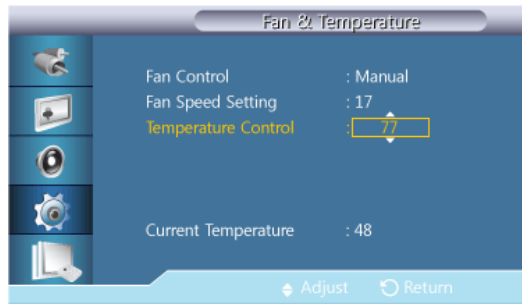 Fan & Temperature
Fan Control : Manual
Fan Speed Setting : 17
Temperature Control : 77
Current Temperature : 48
Adjust Return